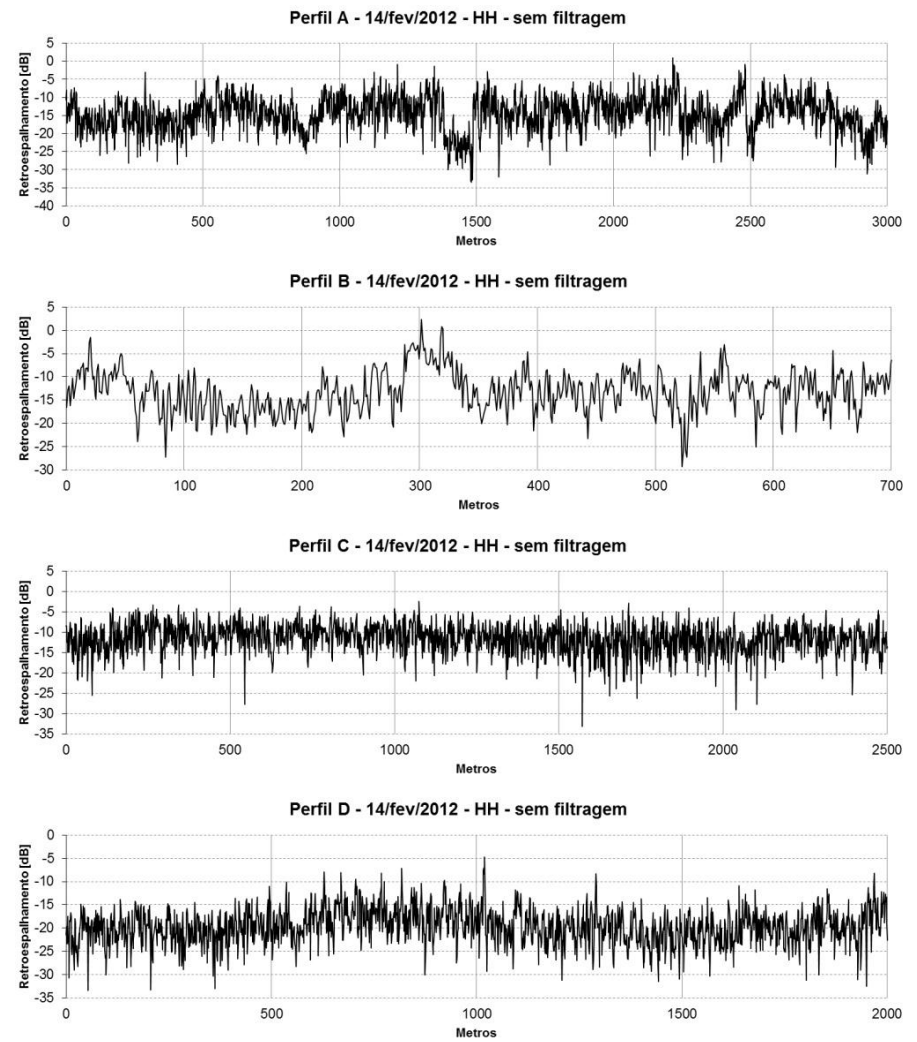 Perfil A - 14/fev/2012 - HH - sem filtragem
Retroespalhamento [dB]
5
0
-5
-10
-15
-20
-25
-30
-35
-40
0 500 1000 1500 2000 2500 3000
Metros
Perfil B - 14/fev/2012 - HH - sem filtragem
Retroespalhamento [dB]
5
0
-5
-10
-15
-20
-25
-30
0 100 200 300 400 500 600 700
Metros
Perfil C - 14/fev/2012 - HH - sem filtragem
Retroespalhamento [dB]
5
0
-5
-10
-15
-20
-25
-30
-35
0 500 1000 1500 2000 2500
Metros
Perfil D - 14/fev/2012 - HH - sem filtragem
Retroespalhamento [dB]
0
-5
-10
-15
-20
-25
-30
-35
0 500 1000 1500 2000
Metros